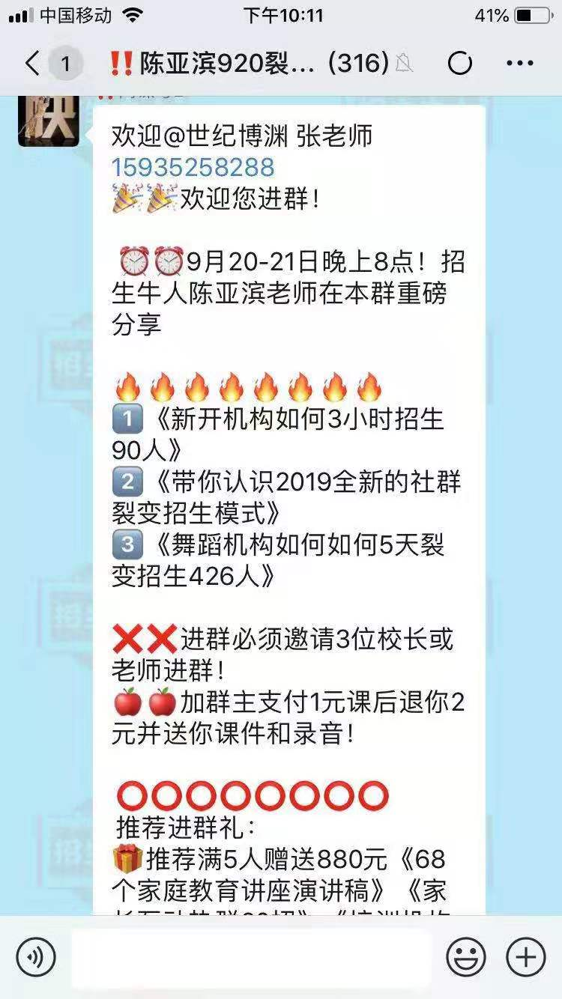 中国移动
下午10:11
41%
1
‼️陈亚滨920裂... (316)
快
欢迎@世纪博渊 张老师
15935258288
🎉🎉欢迎您进群！
⏰⏰9月20-21日晚上8点！招
生牛人陈亚滨老师在本群重磅
分享
🔥🔥🔥🔥🔥🔥🔥🔥
1️⃣《新开机构如何3小时招生
90人》
2️⃣《带你认识2019全新的社群
裂变招生模式》
3️⃣《舞蹈机构如何如何5天裂
变招生426人》
❌❌进群必须邀请3位校长或
老师进群！
🍎🍎加群主支付1元课后退你2
元并送你课件和录音！
⭕⭕⭕⭕⭕⭕⭕⭕
推荐进群礼：
🎁推荐满5人赠送880元《68
个家庭教育讲座演讲稿》《家